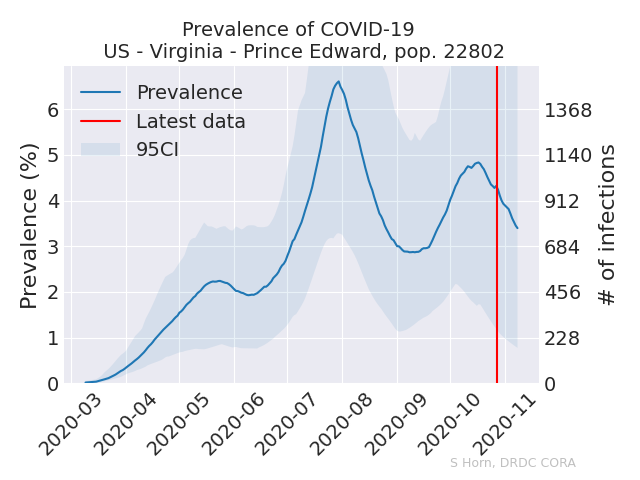 Prevalence of COVID-19
US - Virginia - Prince Edward, pop. 22802
Prevalence
Latest data
95CI
Prevalence (%)
6
5
4
3
2
1
0
1368
1140
912
684
456
228
0
# of infections
2020-03
2020-04
2020-05
2020-06
2020-07
2020-08
2020-09
2020-10
2020-11
S Horn, DRDC CORA